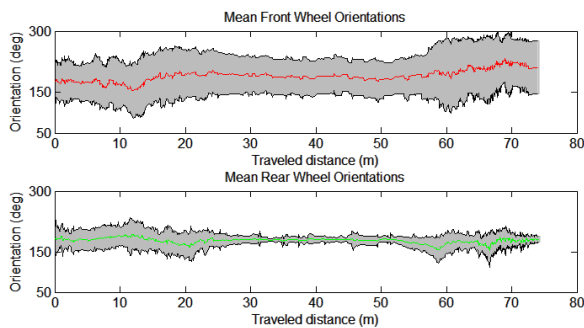 Mean Front Wheel Orientations
300
150
50
Orientation (deg)
0 10 20 30 40 50 60 70 80
Traveled distance (m)
Mean Rear Wheel Orientations
300
150
50
Orientation (deg)
0 10 20 30 40 50 60 70 80
Traveled distance (m)